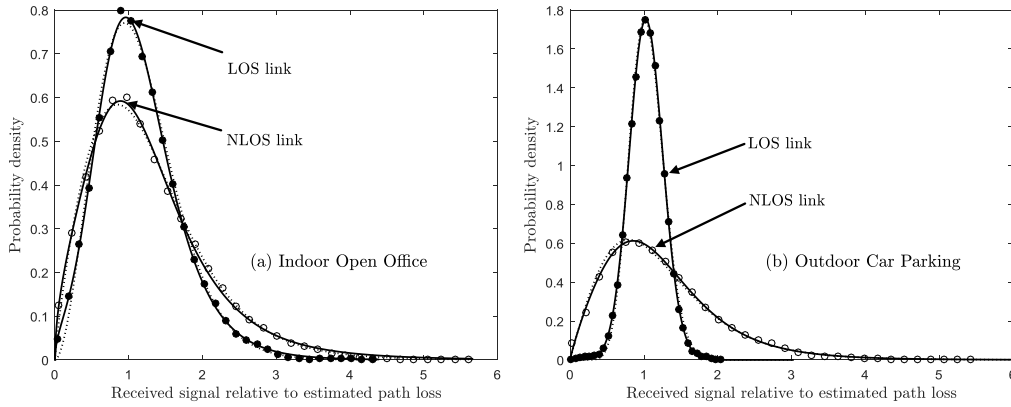 0.8
0.7
0.6
0.5
0.4
0.3
0.2
0.1
0
Probability density
LOS link
NLOS link
(a) Indoor Open Office
0 1 2 3 4 5 6
Received signal relative to estimated path loss
1.8
1.6
1.4
1.2
1
0.8
0.6
0.4
0.2
0
Probability density
LOS link
NLOS link
(b) Outdoor Car Parking
0 1 2 3 4 5 6
Received signal relative to estimated path loss